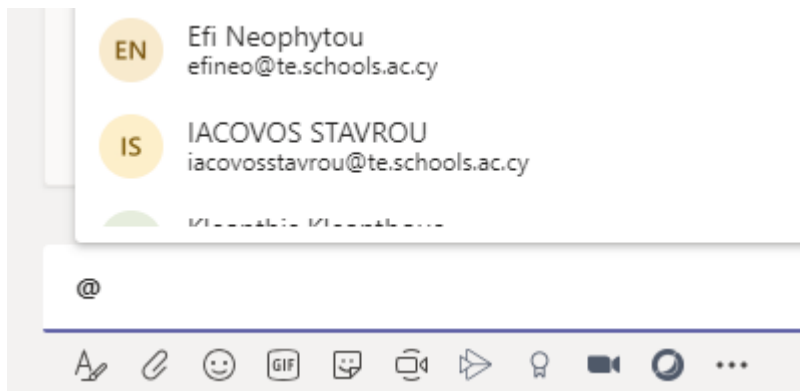 EN
Efi Neophytou
efineo@te.schools.ac.cy
IS
IACOVOS STAVROU
iacovosstavrou@te.schools.ac.cy
@
GIF